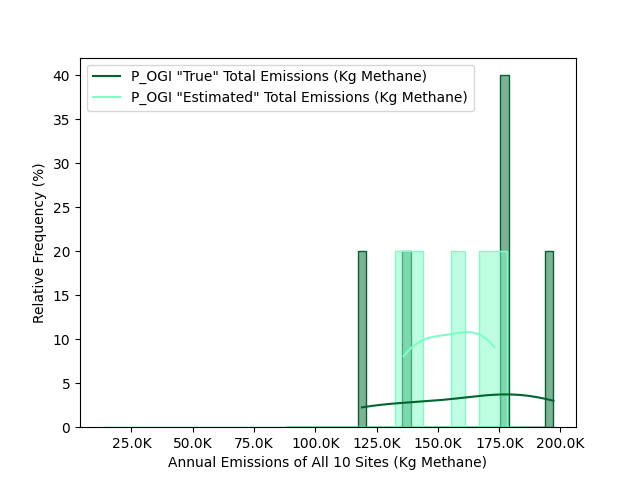 P_OGI "True" Total Emissions (Kg Methane)
P_OGI "Estimated" Total Emissions (Kg Methane)
Relative Frequency (%)
40
35
30
25
20
15
10
5
0
25.0K 50.0K 75.0K 100.0K 125.0K 150.0K 175.0K 200.0K
Annual Emissions of All 10 Sites (Kg Methane)